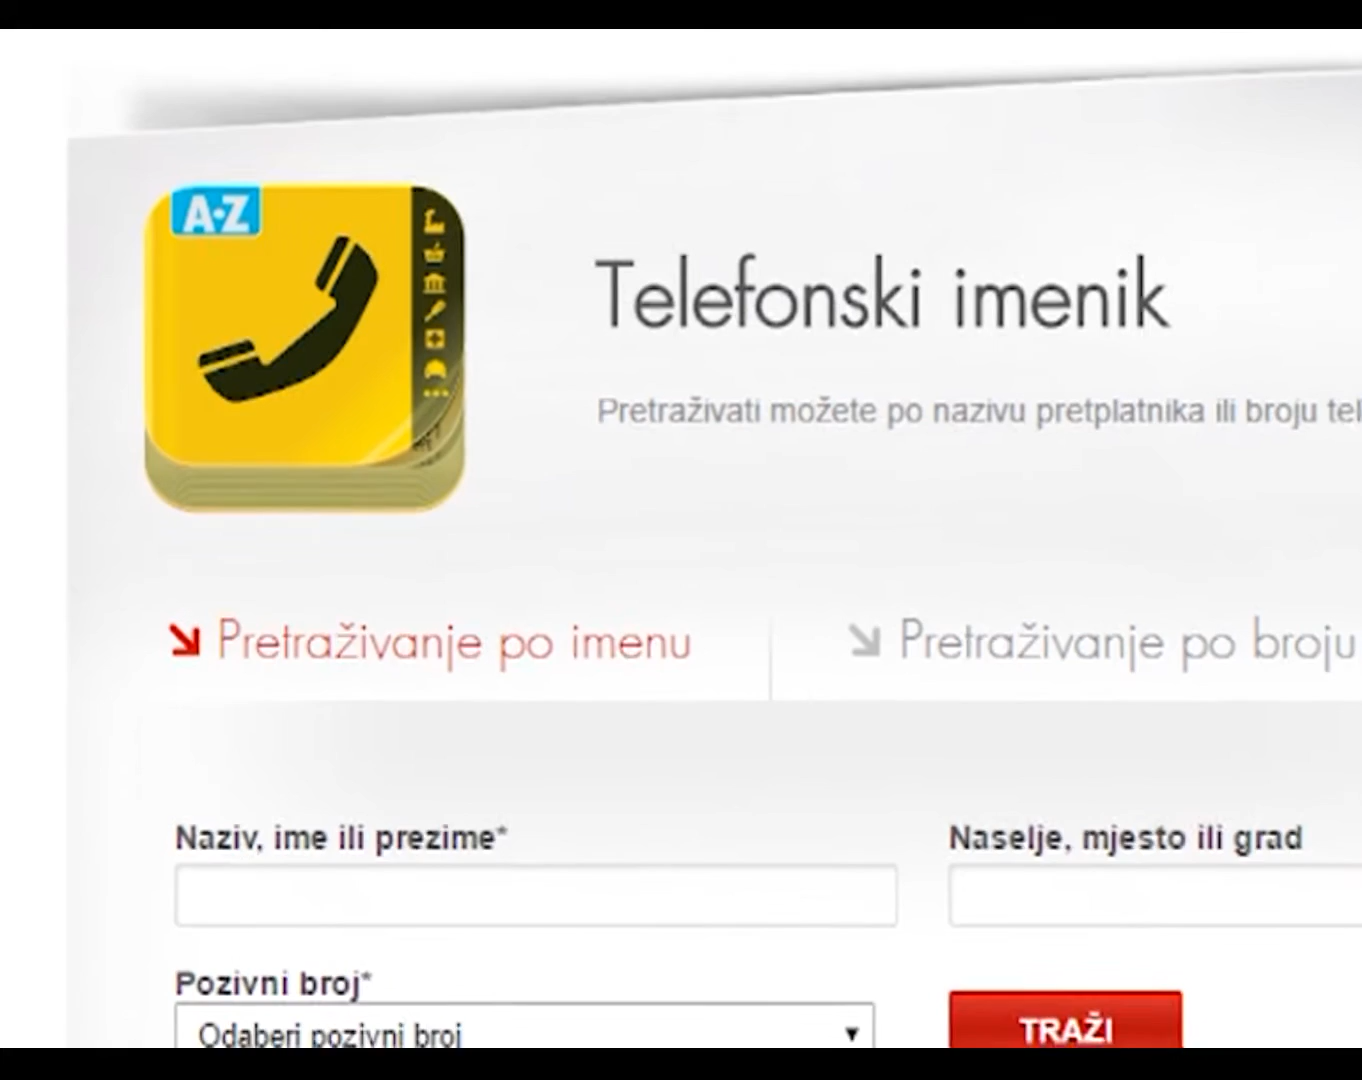 A-Z
Telefonski imenik
Pretraživati možete po nazivu pretplatnika ili broju tel
Pretraživanje po imenu
Pretraživanje po broju
Naziv, ime ili prezime*
Naselje, mjesto ili grad
Pozivni broj*
Odaberi pozivni broj
TRAŽI